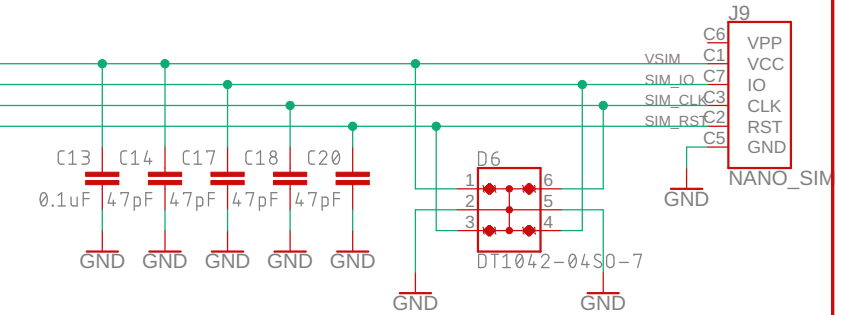 J9
C6 VPP
VSIM C1 VCC
SIM_IO C7 IO
SIM_CLK C3 CLK
SIM_RST C2 RST
C5 GND
NANO_SIM
GND
C13 C14 C17 C18 C20
0.1uF 47pF 47pF 47pF 47pF
GND GND GND GND GND
D6
1 6
2 5
3 4
DT1042-04SO-7
GND GND